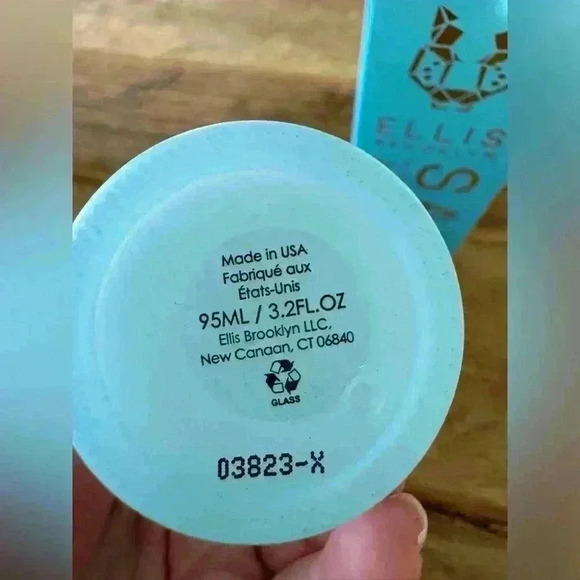 ELLIS
BROOKLYN
Made in USA
Fabriqué aux
États-Unis
95ML / 3.2FL.OZ
Ellis Brooklyn LLC,
New Canaan, CT 06840
GLASS
03823-X